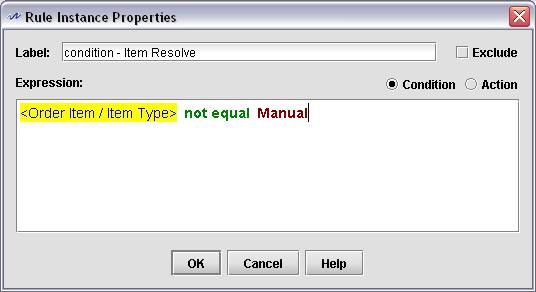 Rule Instance Properties
Label: condition - Item Resolve Exclude
Expression: Condition Action
<Order Item / Item Type> not equal Manual
OK Cancel Help